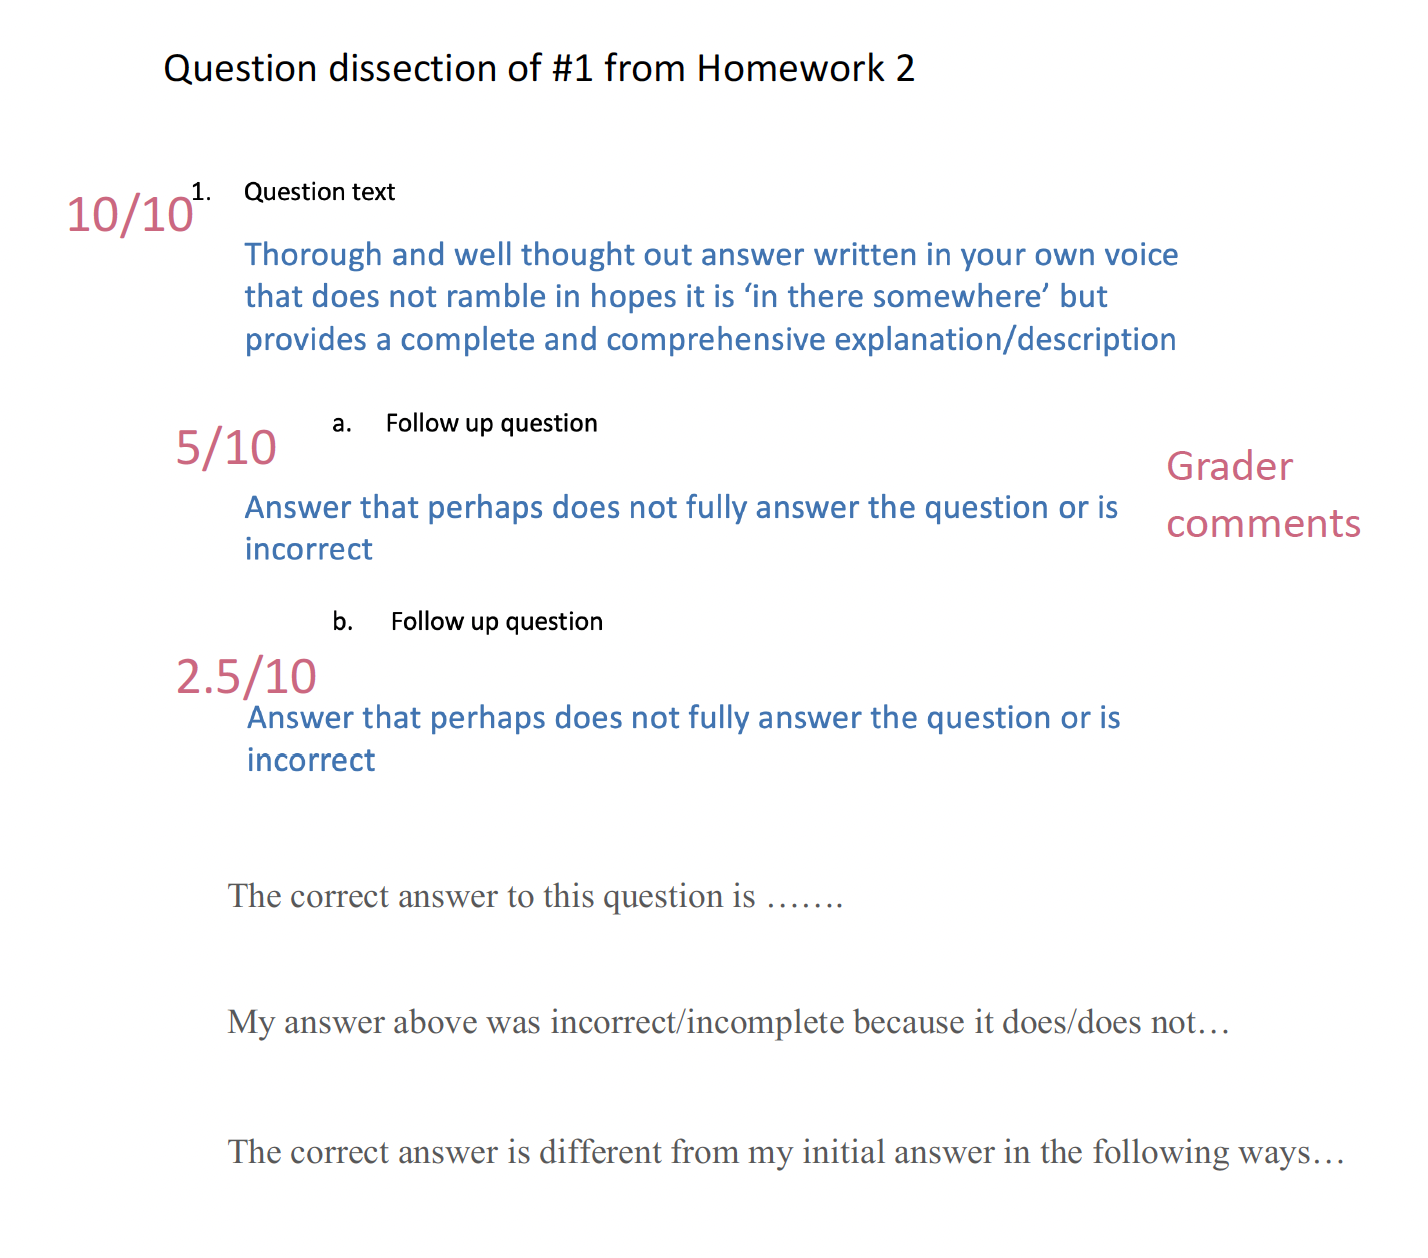 Question dissection of #1 from Homework 2
10/10
1. Question text
Thorough and well thought out answer written in your own voice
that does not ramble in hopes it is ‘in there somewhere’ but
provides a complete and comprehensive explanation/description
a. Follow up question
5/10
Grader
comments
Answer that perhaps does not fully answer the question or is
incorrect
b. Follow up question
2.5/10
Answer that perhaps does not fully answer the question or is
incorrect
The correct answer to this question is …….
My answer above was incorrect/incomplete because it does/does not…
The correct answer is different from my initial answer in the following ways…